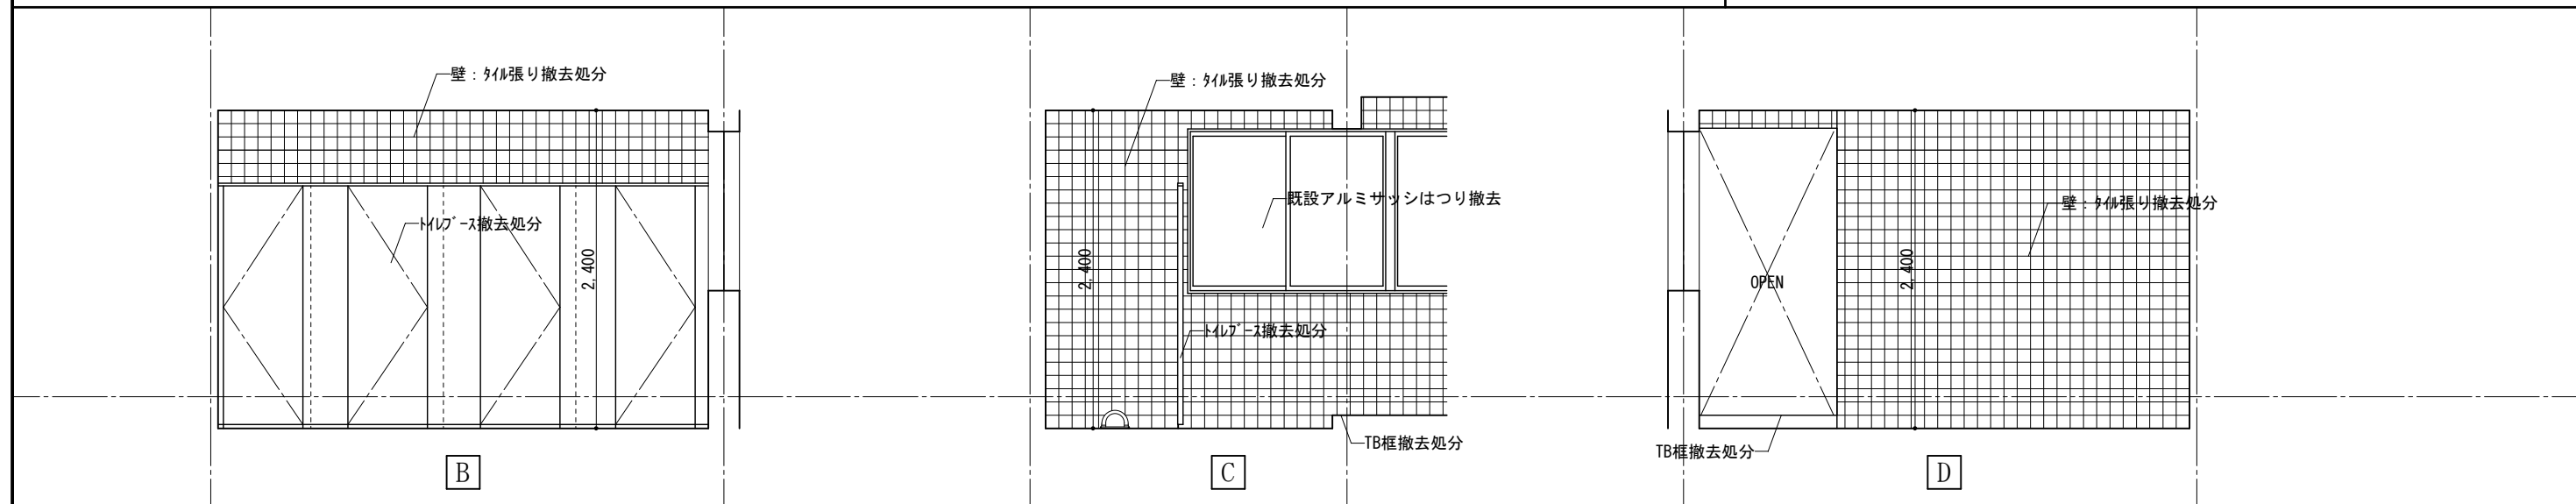 壁：ﾀｲﾙ張り撤去処分
ﾄｲﾚﾌﾞｰｽ撤去処分
2,400
B
壁：ﾀｲﾙ張り撤去処分
既設アルミサッシはつり撤去
2,400
ﾄｲﾚﾌﾞｰｽ撤去処分
TB框撤去処分
C
壁：ﾀｲﾙ張り撤去処分
2,400
OPEN
TB框撤去処分
D